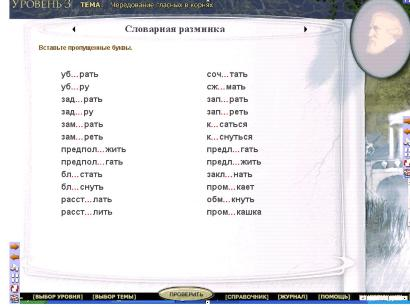 УРОВЕНЬ 3 ТЕМА Чередование гласных в корнях
Словарная разминка
Вставьте пропущенные буквы.
уб...рать соч...тать
уб...ру сж...мать
зад...рать зап...рать
зад...ру зап...реть
зам...рать к...саться
зам...реть к...снуться
предпол...жить предл...гать
предпол...гать предл...жить
бл...стать закл...нать
бл...снуть пром...кает
расст...лать обм...кнуть
расст...лить пром...кашка
[ВЫБОР УРОВНЯ] [ВЫБОР ТЕМЫ] ПРОВЕРИТЬ [СПРАВОЧНИК] [ЖУРНАЛ] [ПОМОЩЬ]